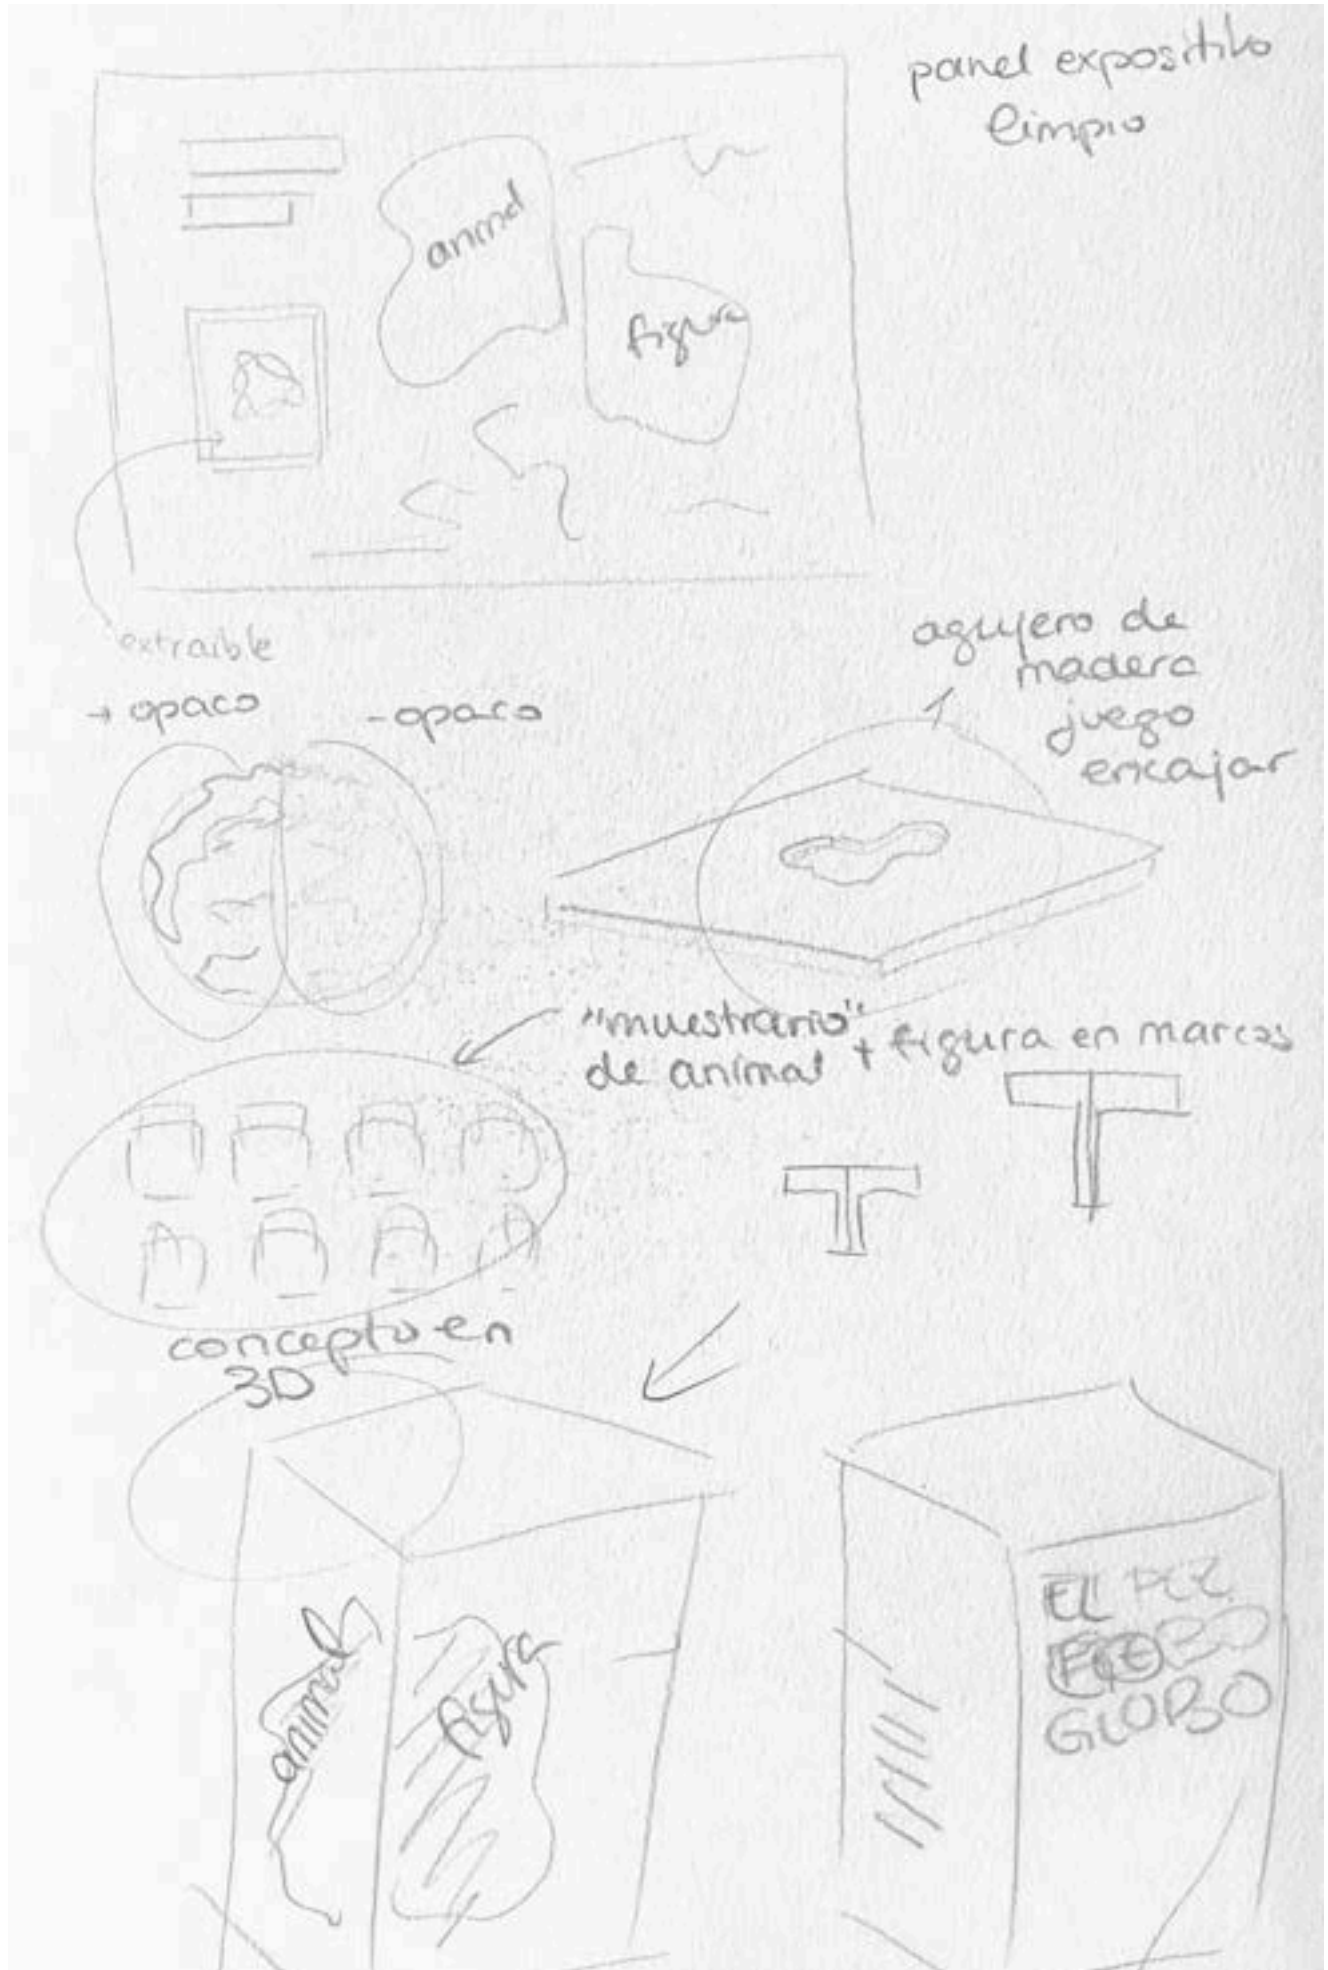 panel expositivo
limpio
animal
figura
extraíble
+ opaco
- opaco
agujero de
madera
juego
encajar
"muestrario"
de animal + figura en marcos
concepto en
3D
animal
figura
EL PEZ
GLOBO